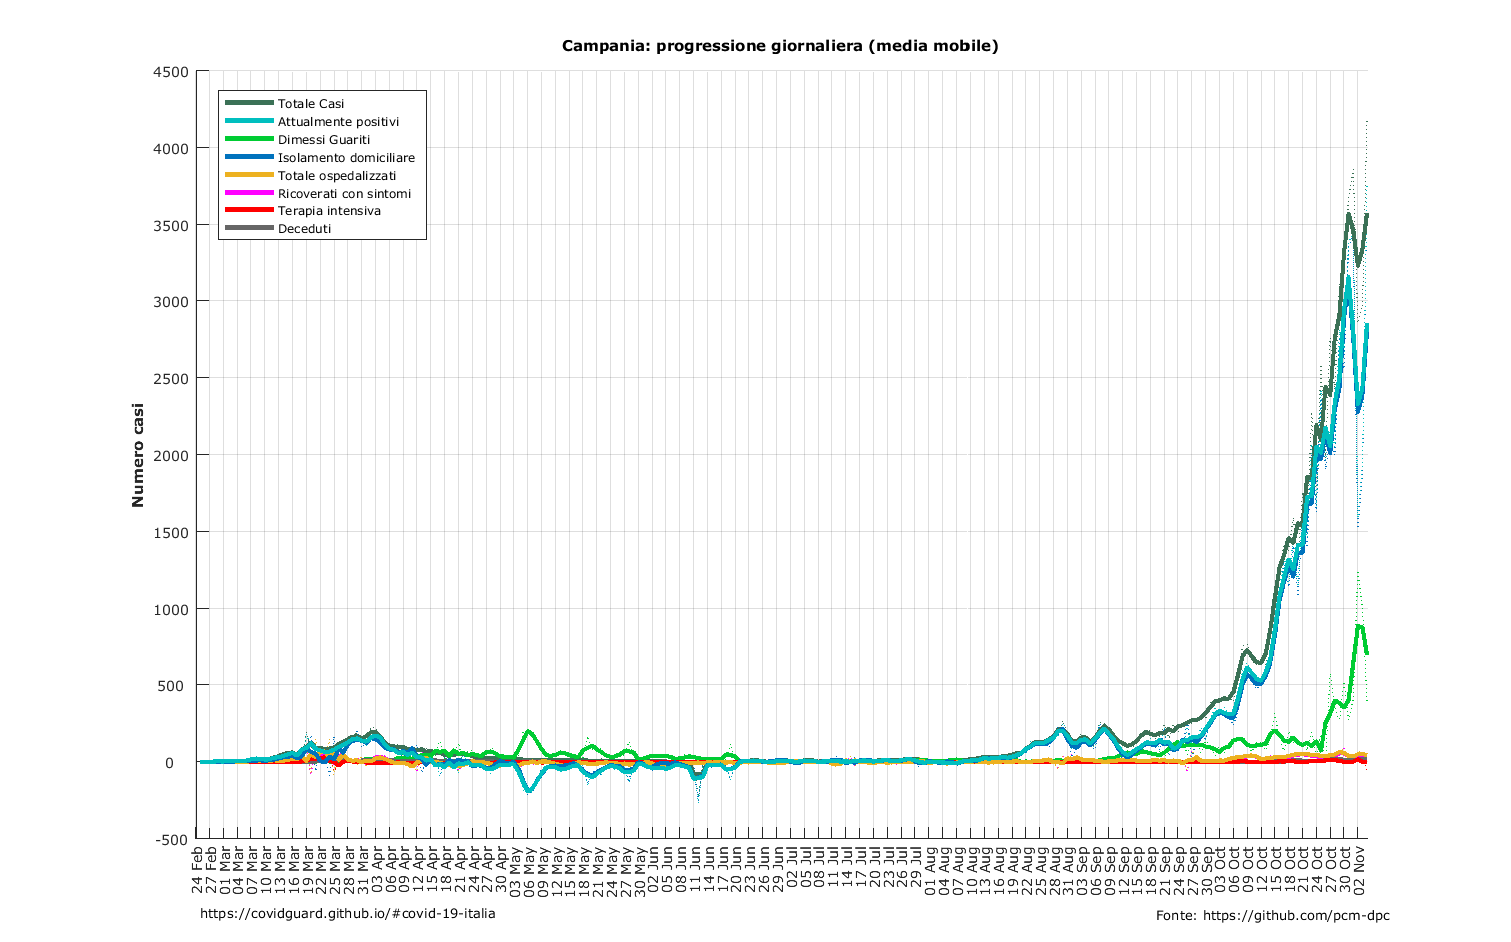 Campania: progressione giornaliera (media mobile)
4500
4000
3500
3000
2500
2000
1500
1000
500
0
-500
Numero casi
Totale Casi
Attualmente positivi
Dimessi Guariti
Isolamento domiciliare
Totale ospedalizzati
Ricoverati con sintomi
Terapia intensiva
Deceduti
24 Feb
27 Feb
01 Mar
04 Mar
07 Mar
10 Mar
13 Mar
16 Mar
19 Mar
22 Mar
25 Mar
28 Mar
31 Mar
03 Apr
06 Apr
09 Apr
12 Apr
15 Apr
18 Apr
21 Apr
24 Apr
27 Apr
30 Apr
03 May
06 May
09 May
12 May
15 May
18 May
21 May
24 May
27 May
30 May
02 Jun
05 Jun
08 Jun
11 Jun
14 Jun
17 Jun
20 Jun
23 Jun
26 Jun
29 Jun
02 Jul
05 Jul
08 Jul
11 Jul
14 Jul
17 Jul
20 Jul
23 Jul
26 Jul
29 Jul
01 Aug
04 Aug
07 Aug
10 Aug
13 Aug
16 Aug
19 Aug
22 Aug
25 Aug
28 Aug
31 Aug
03 Sep
06 Sep
09 Sep
12 Sep
15 Sep
18 Sep
21 Sep
24 Sep
27 Sep
30 Sep
03 Oct
06 Oct
09 Oct
12 Oct
15 Oct
18 Oct
21 Oct
24 Oct
27 Oct
30 Oct
02 Nov
https://covidguard.github.io/#covid-19-italia
Fonte: https://github.com/pcm-dpc